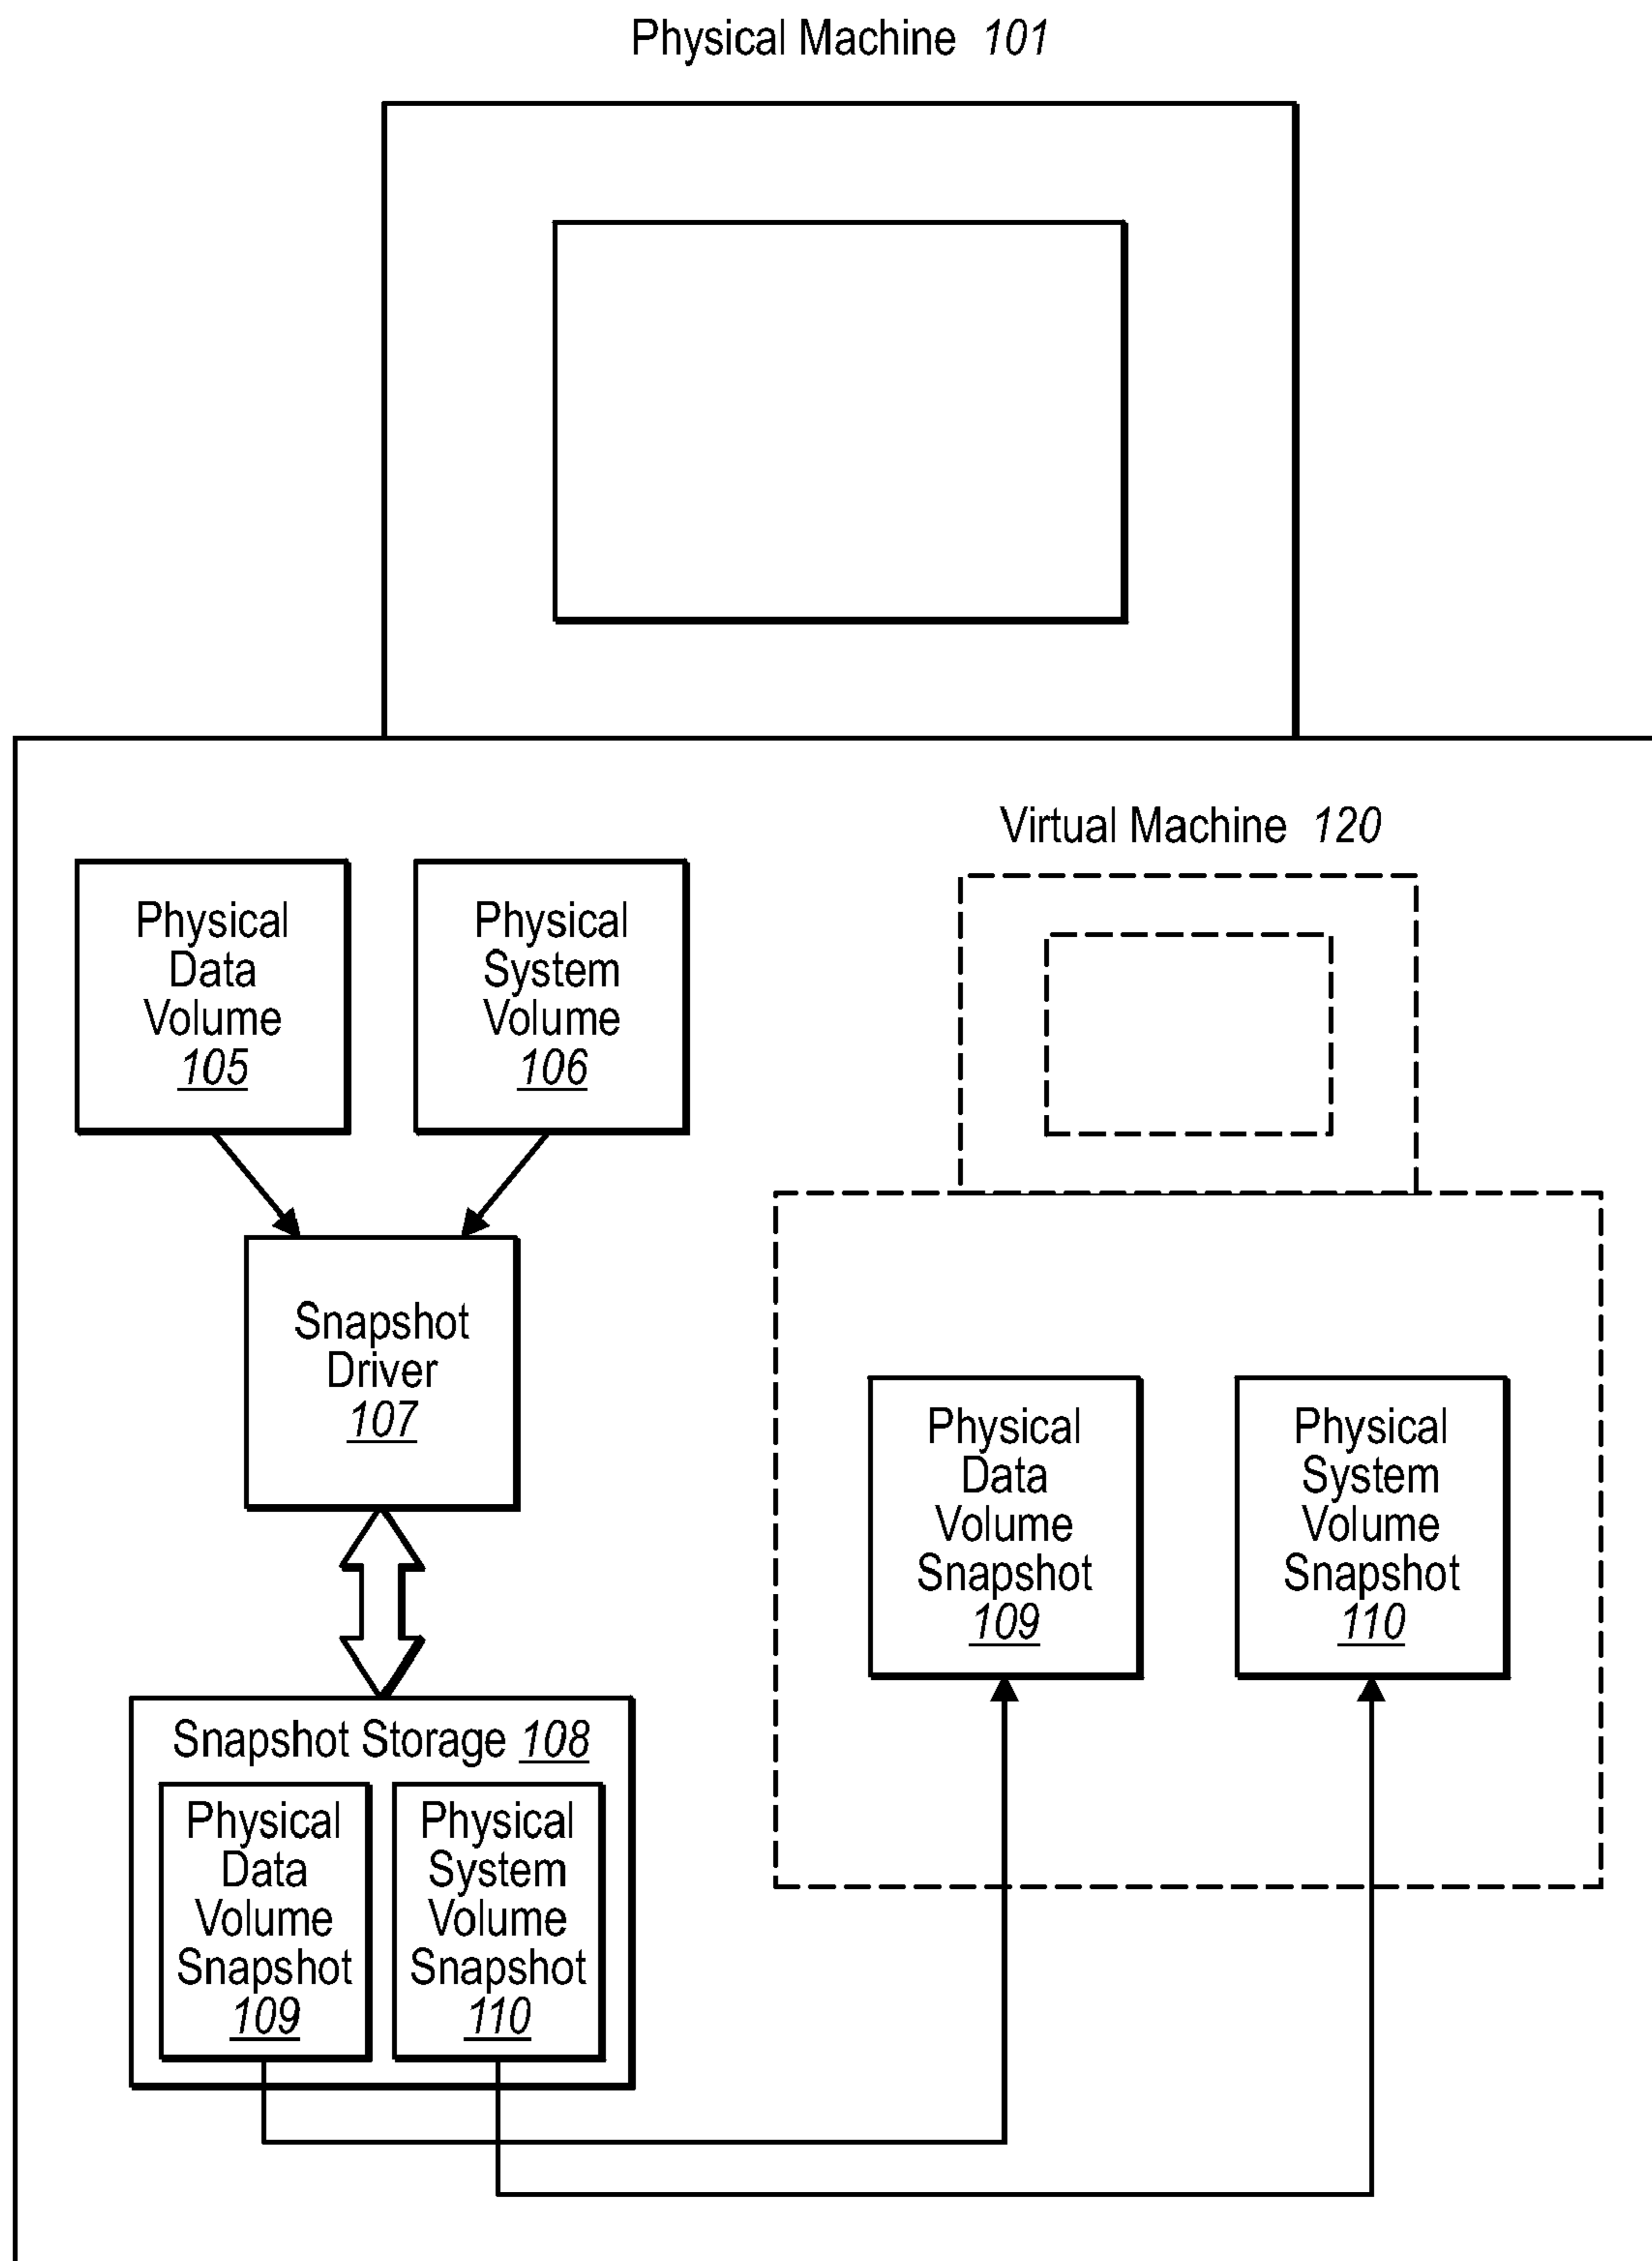 Physical Machine 101
Virtual Machine 120
Physical
Data
Volume
105
Physical
System
Volume
106
Snapshot
Driver
107
Physical
Data
Volume
Snapshot
109
Physical
System
Volume
Snapshot
110
Snapshot Storage 108
Physical
Data
Volume
Snapshot
109
Physical
System
Volume
Snapshot
110